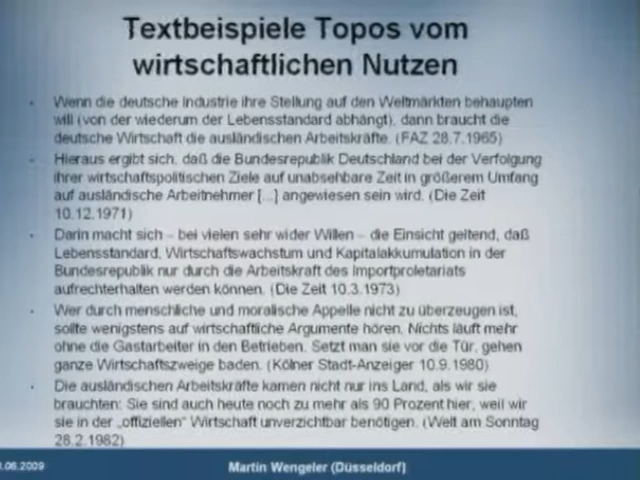 Textbeispiele Topos vom
wirtschaftlichen Nutzen
• Wenn die deutsche Industrie ihre Stellung auf den Weltmärkten behaupten
will (von der wiederum der Lebensstandard abhängt), dann braucht die
deutsche Wirtschaft die ausländischen Arbeitskräfte. (FAZ 28.7.1965)
• Hieraus ergibt sich, daß die Bundesrepublik Deutschland bei der Verfolgung
ihrer wirtschaftspolitischen Ziele auf unabsehbare Zeit in größerem Umfang
auf ausländische Arbeitnehmer [...] angewiesen sein wird. (Die Zeit
10.12.1971)
• Darin macht sich – bei vielen sehr wider Willen – die Einsicht geltend, daß
Lebensstandard, Wirtschaftswachstum und Kapitalakkumulation in der
Bundesrepublik nur durch die Arbeitskraft des Importproletariats
aufrechterhalten werden können. (Die Zeit 10.3.1973)
• Wer durch menschliche und moralische Appelle nicht zu überzeugen ist,
sollte wenigstens auf wirtschaftliche Argumente hören. Nichts läuft mehr
ohne die Gastarbeiter in den Betrieben. Setzt man sie vor die Tür, gehen
ganze Wirtschaftszweige baden. (Kölner Stadt-Anzeiger 10.9.1980)
• Die ausländischen Arbeitskräfte kamen nicht nur ins Land, als wir sie
brauchten: Sie sind auch heute noch zu mehr als 90 Prozent hier, weil wir
sie in der „offiziellen" Wirtschaft unverzichtbar benötigen. (Welt am Sonntag
28.2.1982)
.06.2009
Martin Wengeler (Düsseldorf)